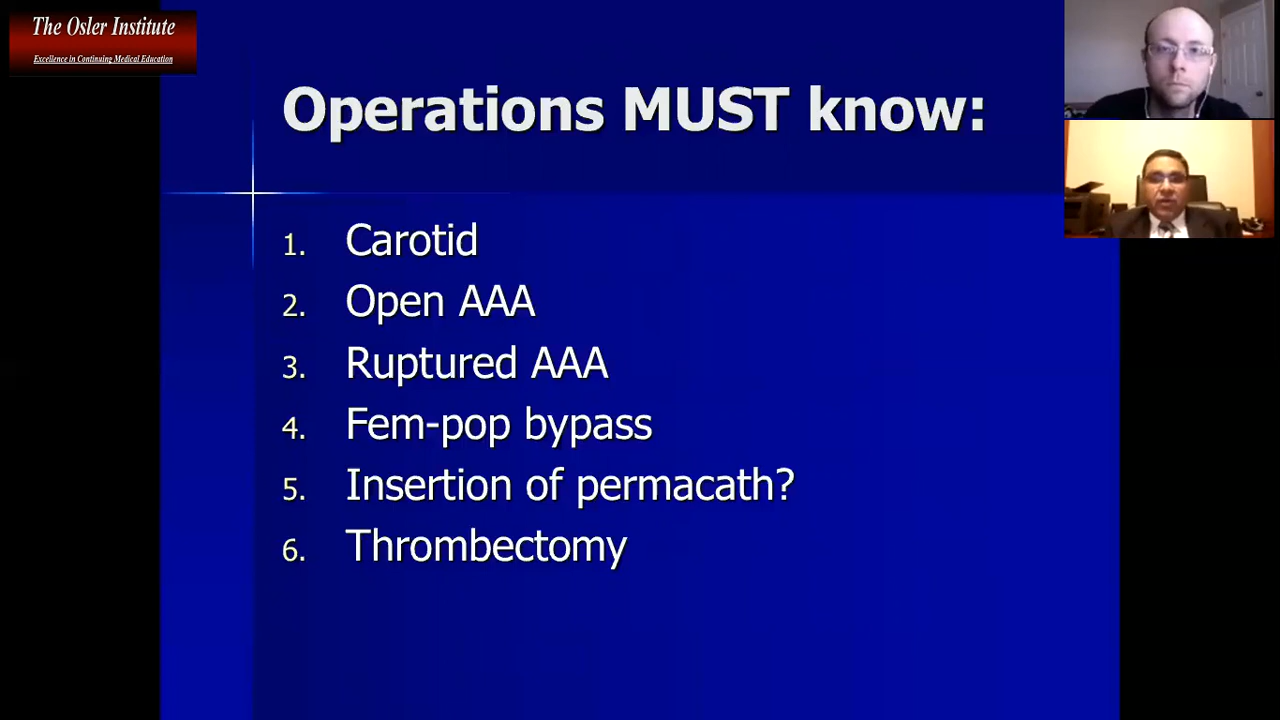 The Osler Institute
Excellence in Continuing Medical Education
Operations MUST know:
1. Carotid
2. Open AAA
3. Ruptured AAA
4. Fem-pop bypass
5. Insertion of permacath?
6. Thrombectomy